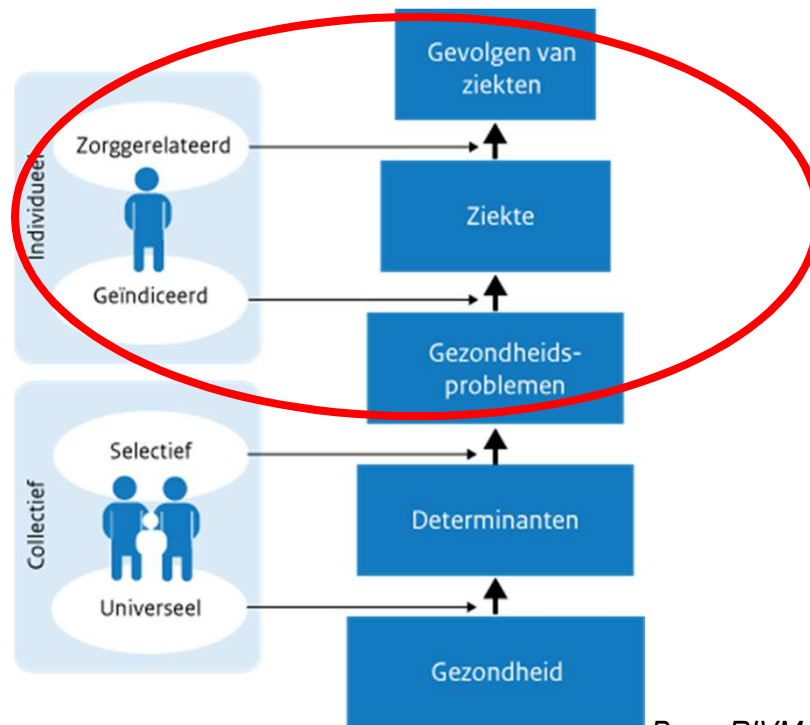 Gevolgen van
ziekten
Zorggerelateerd
Individueel
Ziekte
Geïndiceerd
Gezondheids-
problemen
Selectief
Collectief
Determinanten
Universeel
Gezondheid